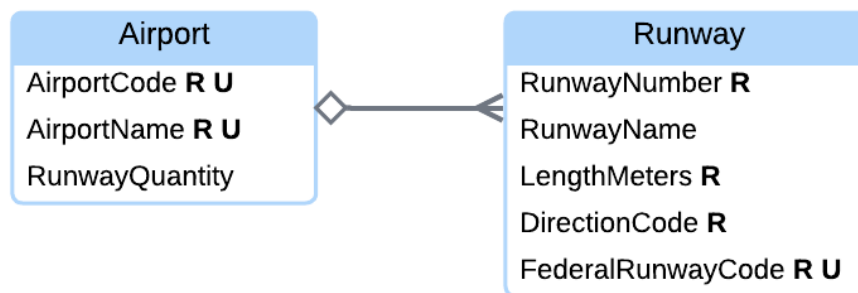 Airport
AirportCode R U
AirportName R U
RunwayQuantity
Runway
RunwayNumber R
RunwayName
LengthMeters R
DirectionCode R
FederalRunwayCode R U